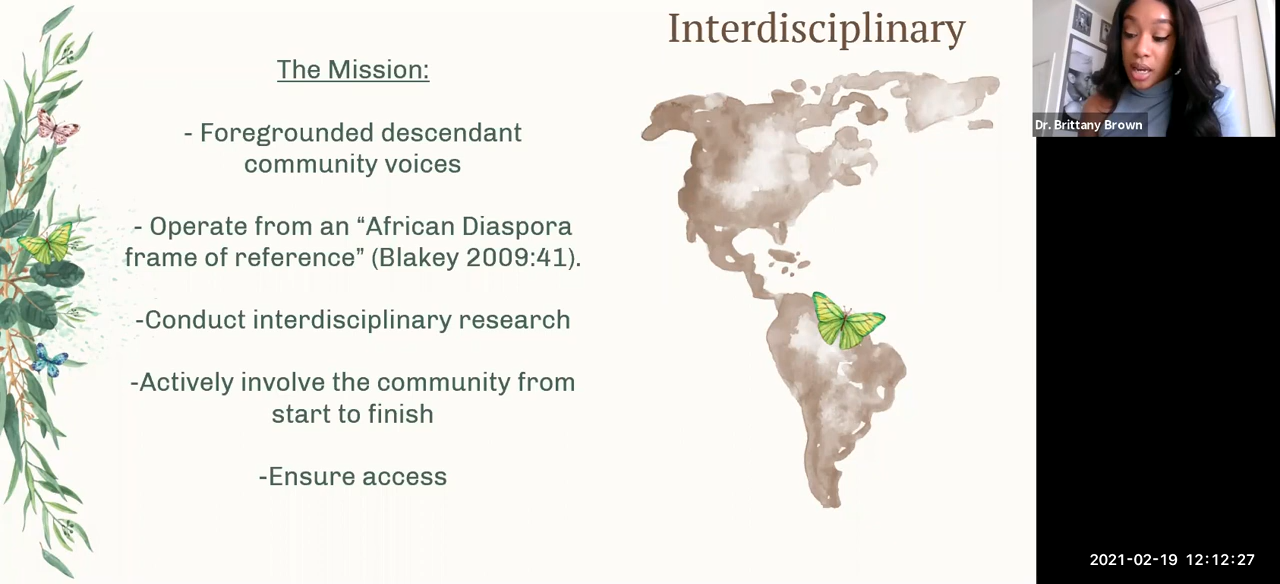 Interdisciplinary
The Mission:
- Foregrounded descendant
community voices
- Operate from an “African Diaspora
frame of reference” (Blakey 2009:41).
-Conduct interdisciplinary research
-Actively involve the community from
start to finish
-Ensure access
Dr. Brittany Brown
2021-02-19 12:12:27